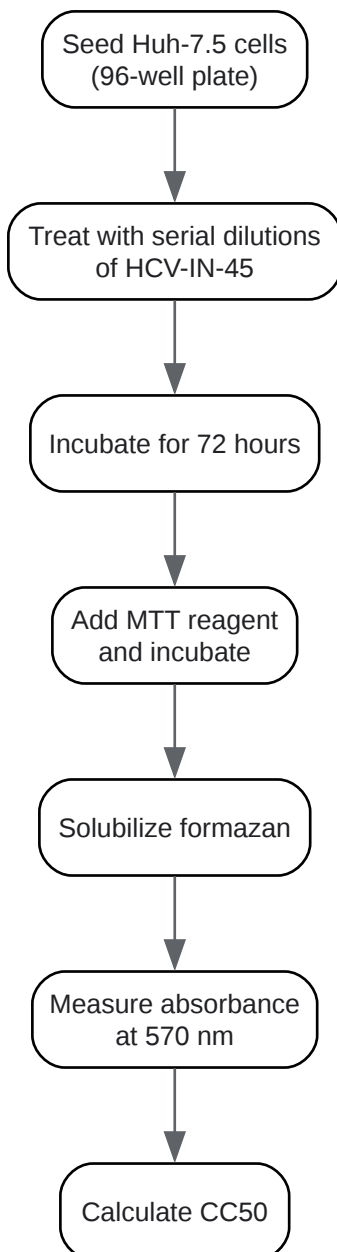 Seed Huh-7.5 cells
(96-well plate)
Treat with serial dilutions
of HCV-IN-45
Incubate for 72 hours
Add MTT reagent
and incubate
Solubilize formazan
Measure absorbance
at 570 nm
Calculate CC50